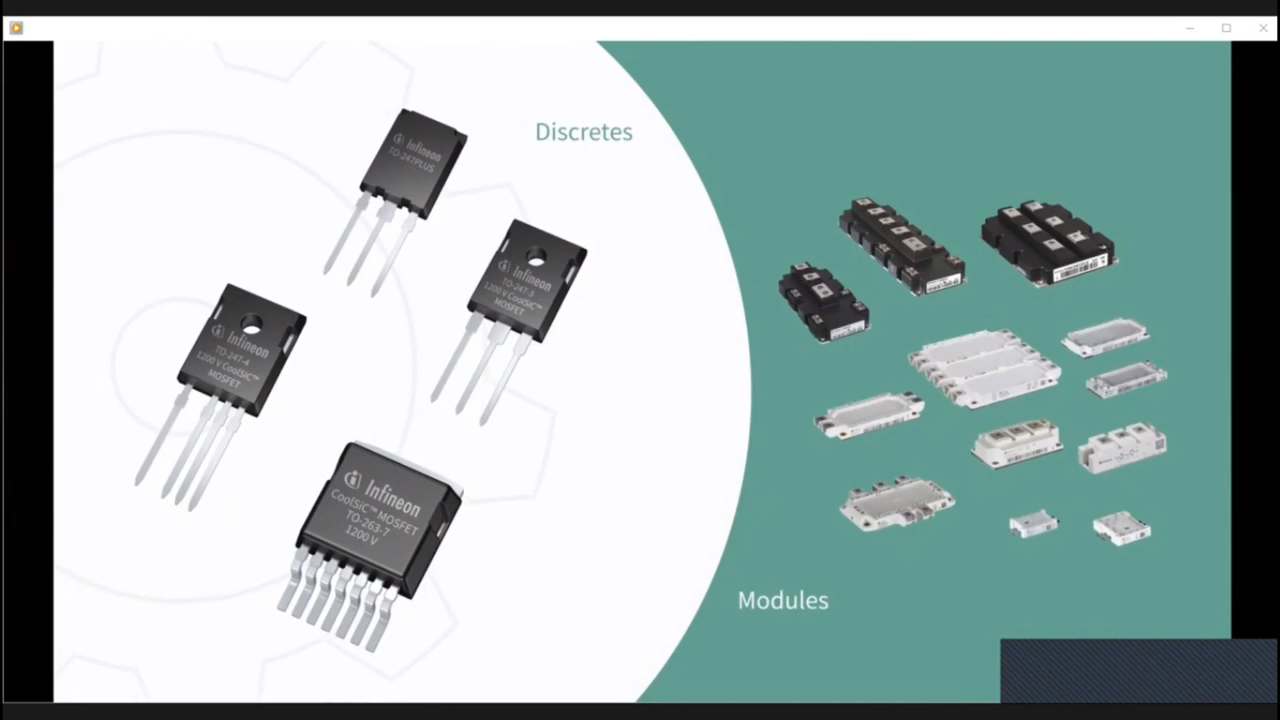 Discretes
Infineon
TO-247PLUS
Infineon
TO-247-3
1200 V CoolSiC™
MOSFET
Infineon
TO-247-4
1200 V CoolSiC™
MOSFET
Infineon
CoolSiC™ MOSFET
TO-263-7
1200 V
Modules